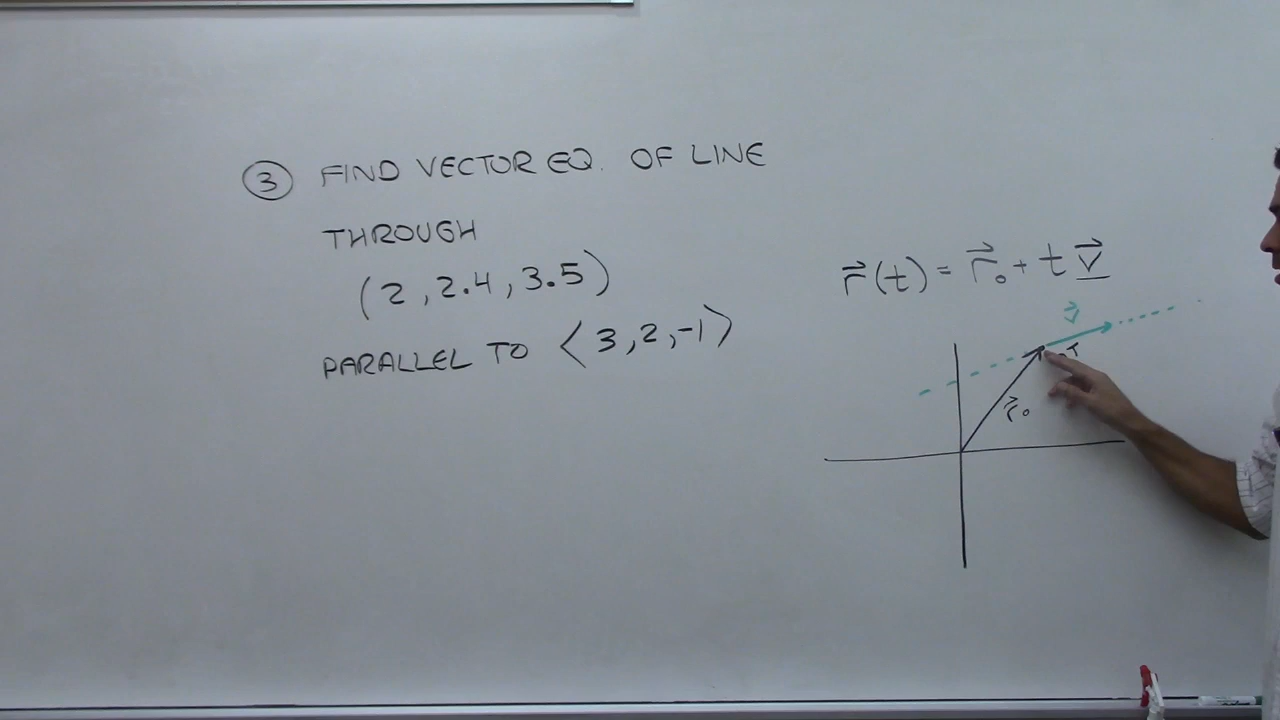 ③ FIND VECTOR EQ. OF LINE
THROUGH
(2, 2.4, 3.5)
PARALLEL TO ⟨3, 2, -1⟩
r⃗(t) = r⃗₀ + t v⃗
v⃗
r⃗₀